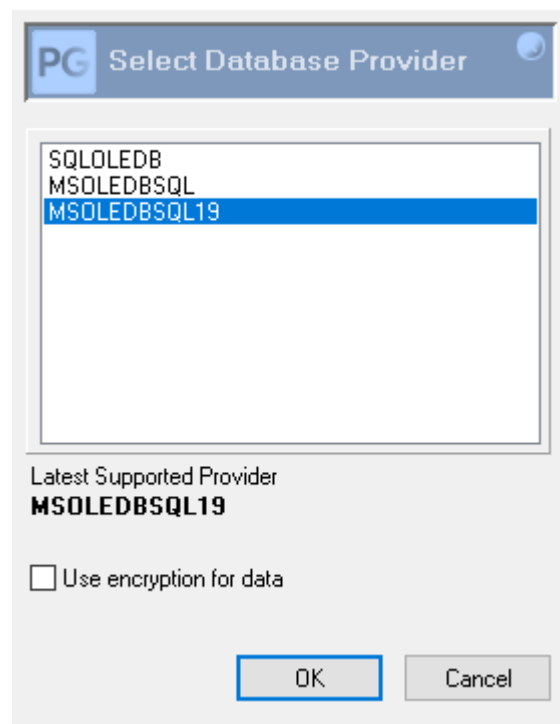 PG Select Database Provider
SQLOLEDB
MSOLEDBSQL
MSOLEDBSQL19
Latest Supported Provider
MSOLEDBSQL19
Use encryption for data
OK Cancel